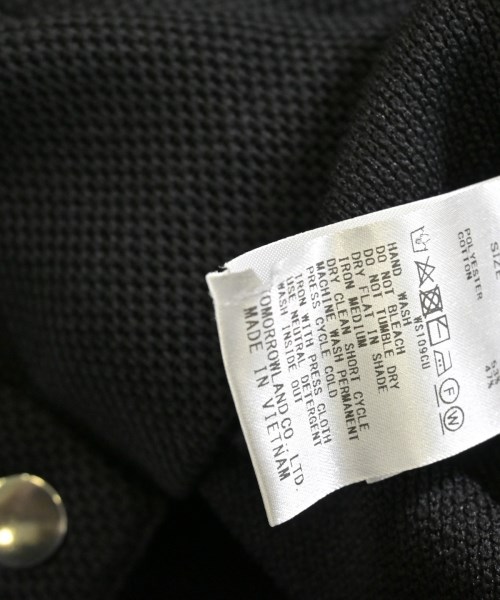 SIZ
POLYESTER
COTTON
WS109CU
HAND WASH
DO NOT BLEACH
DO NOT TUMBLE DRY
DRY FLAT IN SHADE
IRON MEDIUM
DRY CLEAN SHORT CYCLE
MACHINE WASH PERMANENT
PRESS CYCLE COLD
IRON WITH PRESS CLOTH
USE NEUTRAL DETERGENT
WASH INSIDE OUT
TOMORROWLAND CO., LTD.
MADE IN VIETNAM